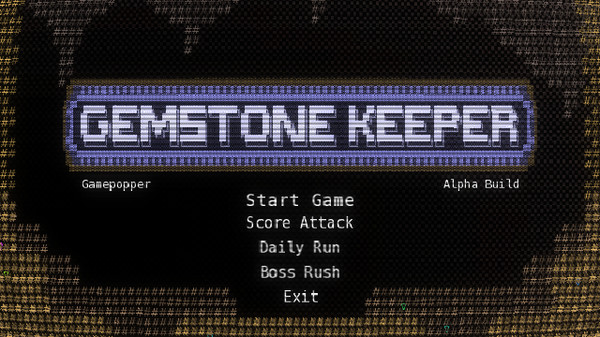 GEMSTONE KEEPER
Gamepopper Alpha Build
Start Game
Score Attack
Daily Run
Boss Rush
Exit